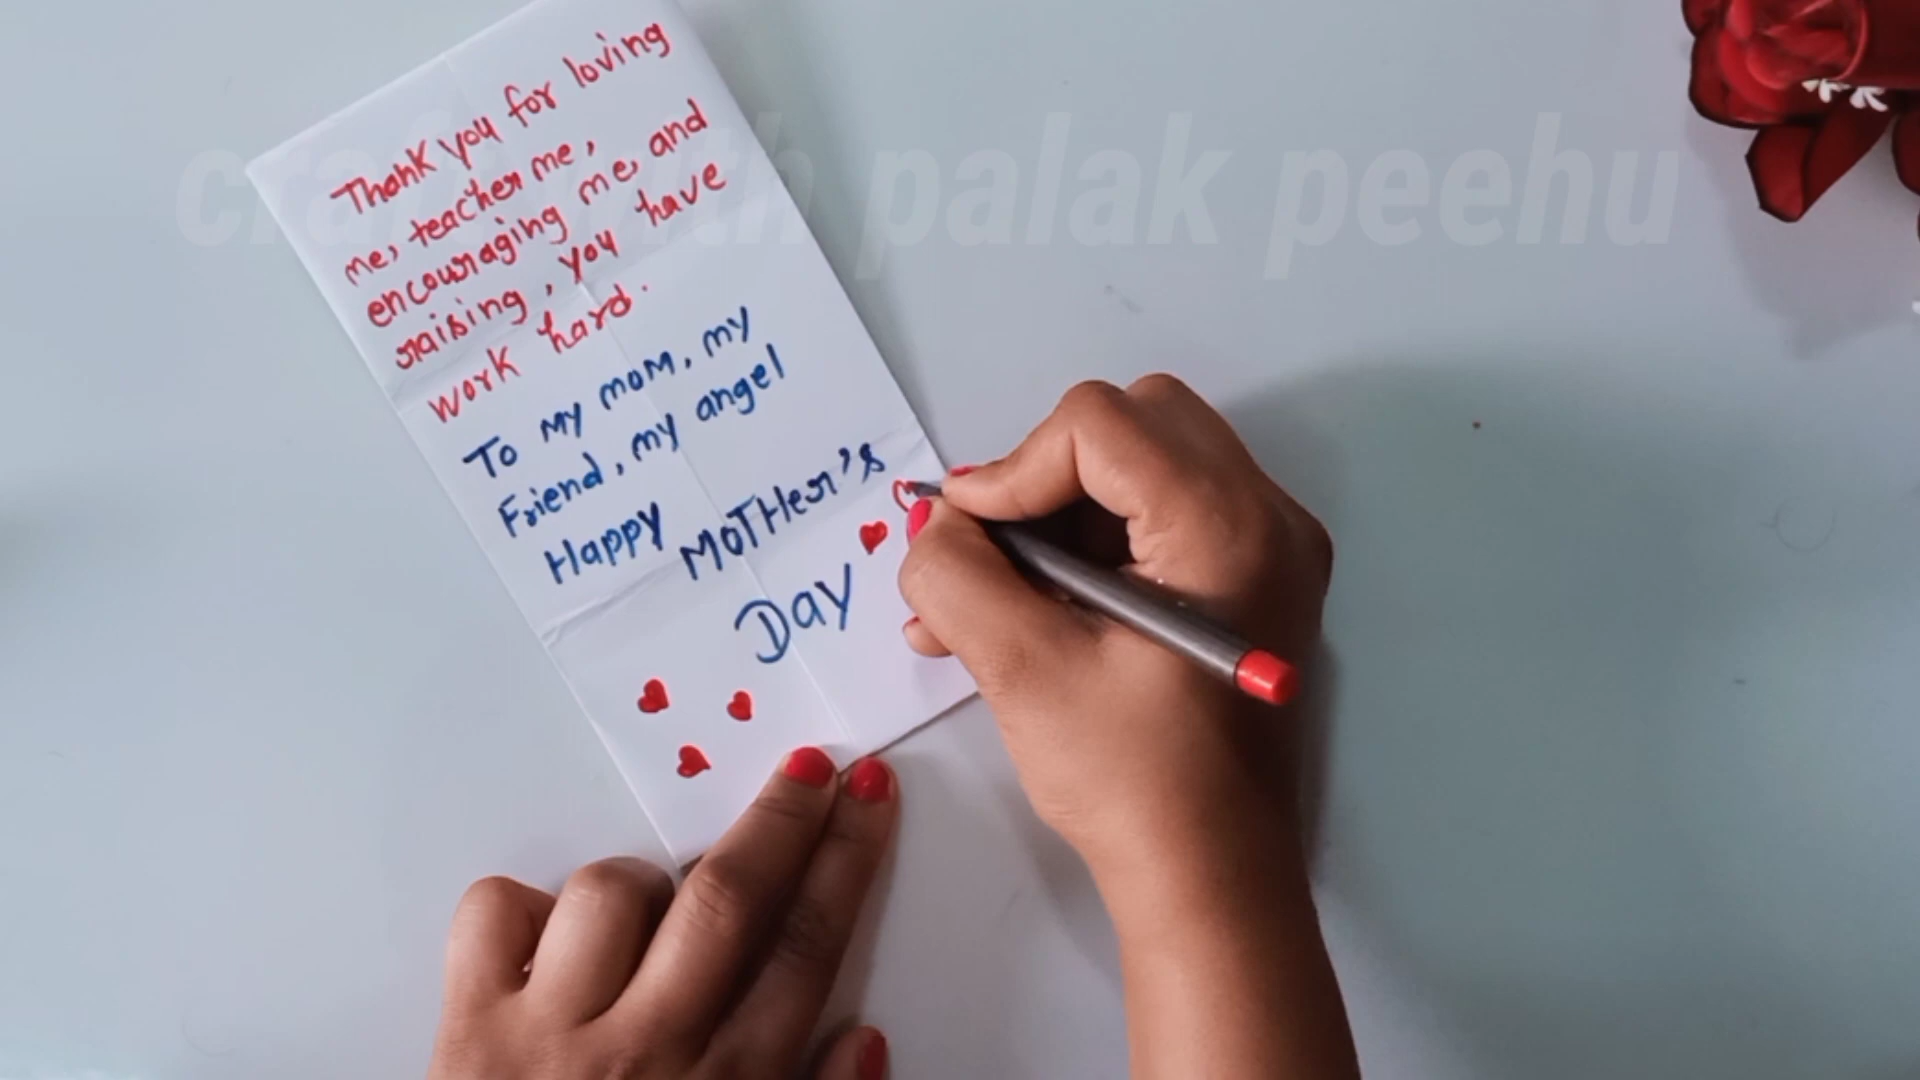 craft with palak peehu
Thank you for loving
me, teacher me,
encouraging me, and
raising, you have
work hard.
To my mom, my
Friend, my angel
Happy MoTHer's
Day